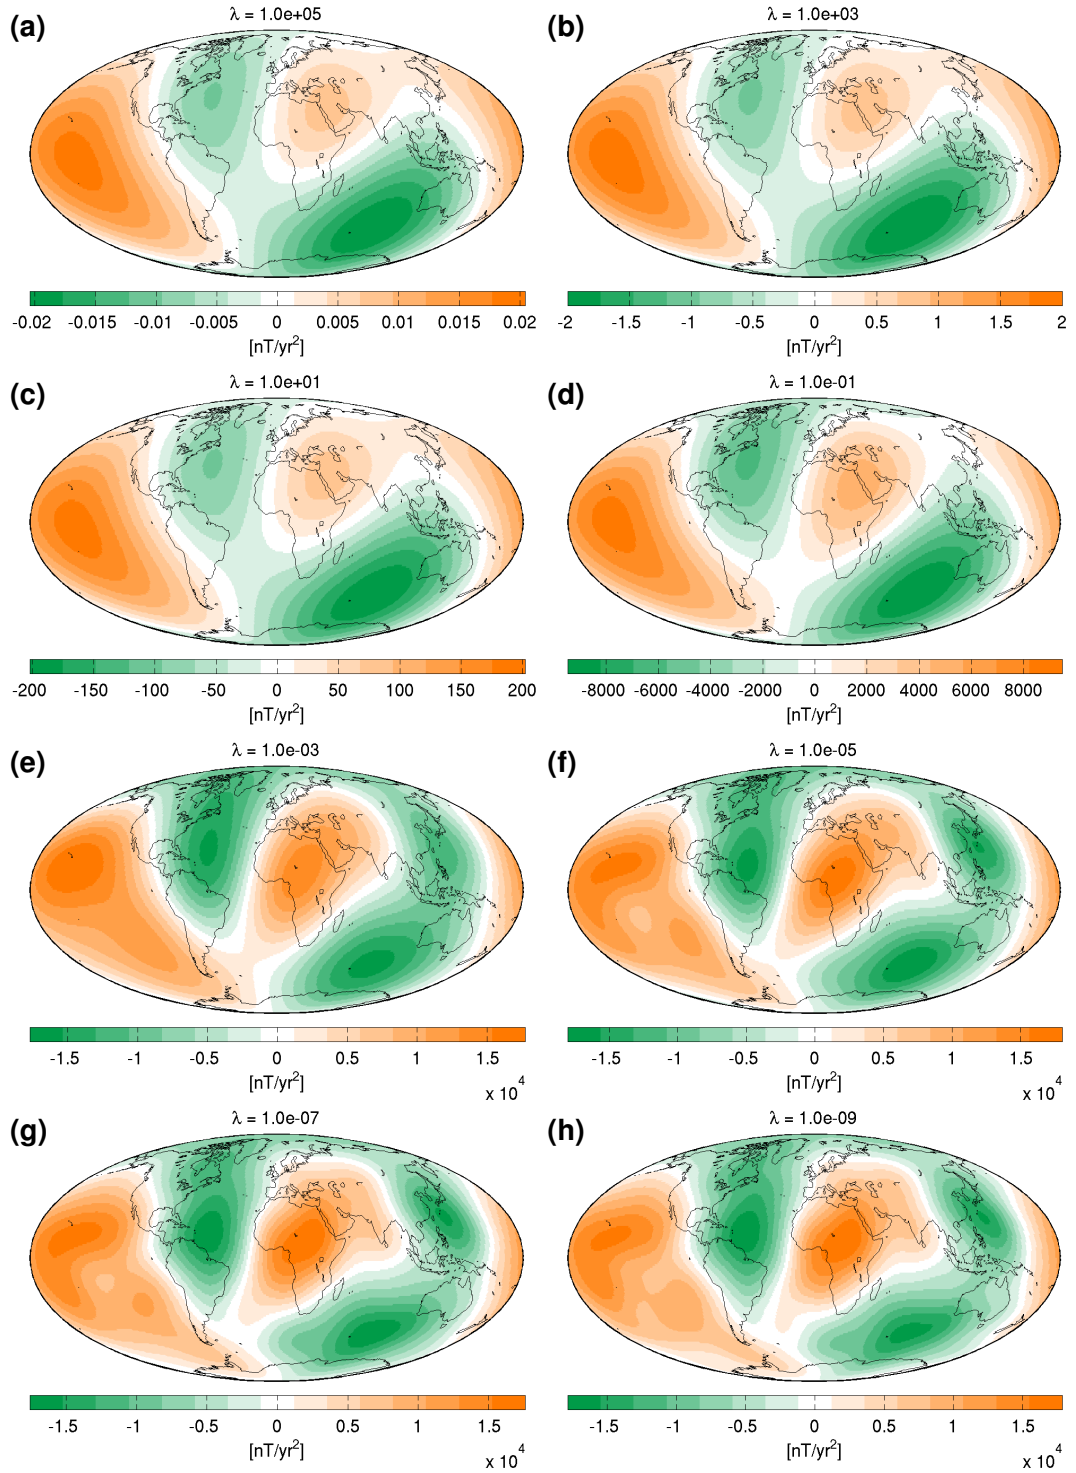 (a) λ = 1.0e+05
-0.02 -0.015 -0.01 -0.005 0 0.005 0.01 0.015 0.02
[nT/yr²]
(b) λ = 1.0e+03
-2 -1.5 -1 -0.5 0 0.5 1 1.5 2
[nT/yr²]
(c) λ = 1.0e+01
-200 -150 -100 -50 0 50 100 150 200
[nT/yr²]
(d) λ = 1.0e-01
-8000 -6000 -4000 -2000 0 2000 4000 6000 8000
[nT/yr²]
(e) λ = 1.0e-03
-1.5 -1 -0.5 0 0.5 1 1.5
[nT/yr²] x 10⁴
(f) λ = 1.0e-05
-1.5 -1 -0.5 0 0.5 1 1.5
[nT/yr²] x 10⁴
(g) λ = 1.0e-07
-1.5 -1 -0.5 0 0.5 1 1.5
[nT/yr²] x 10⁴
(h) λ = 1.0e-09
-1.5 -1 -0.5 0 0.5 1 1.5
[nT/yr²] x 10⁴